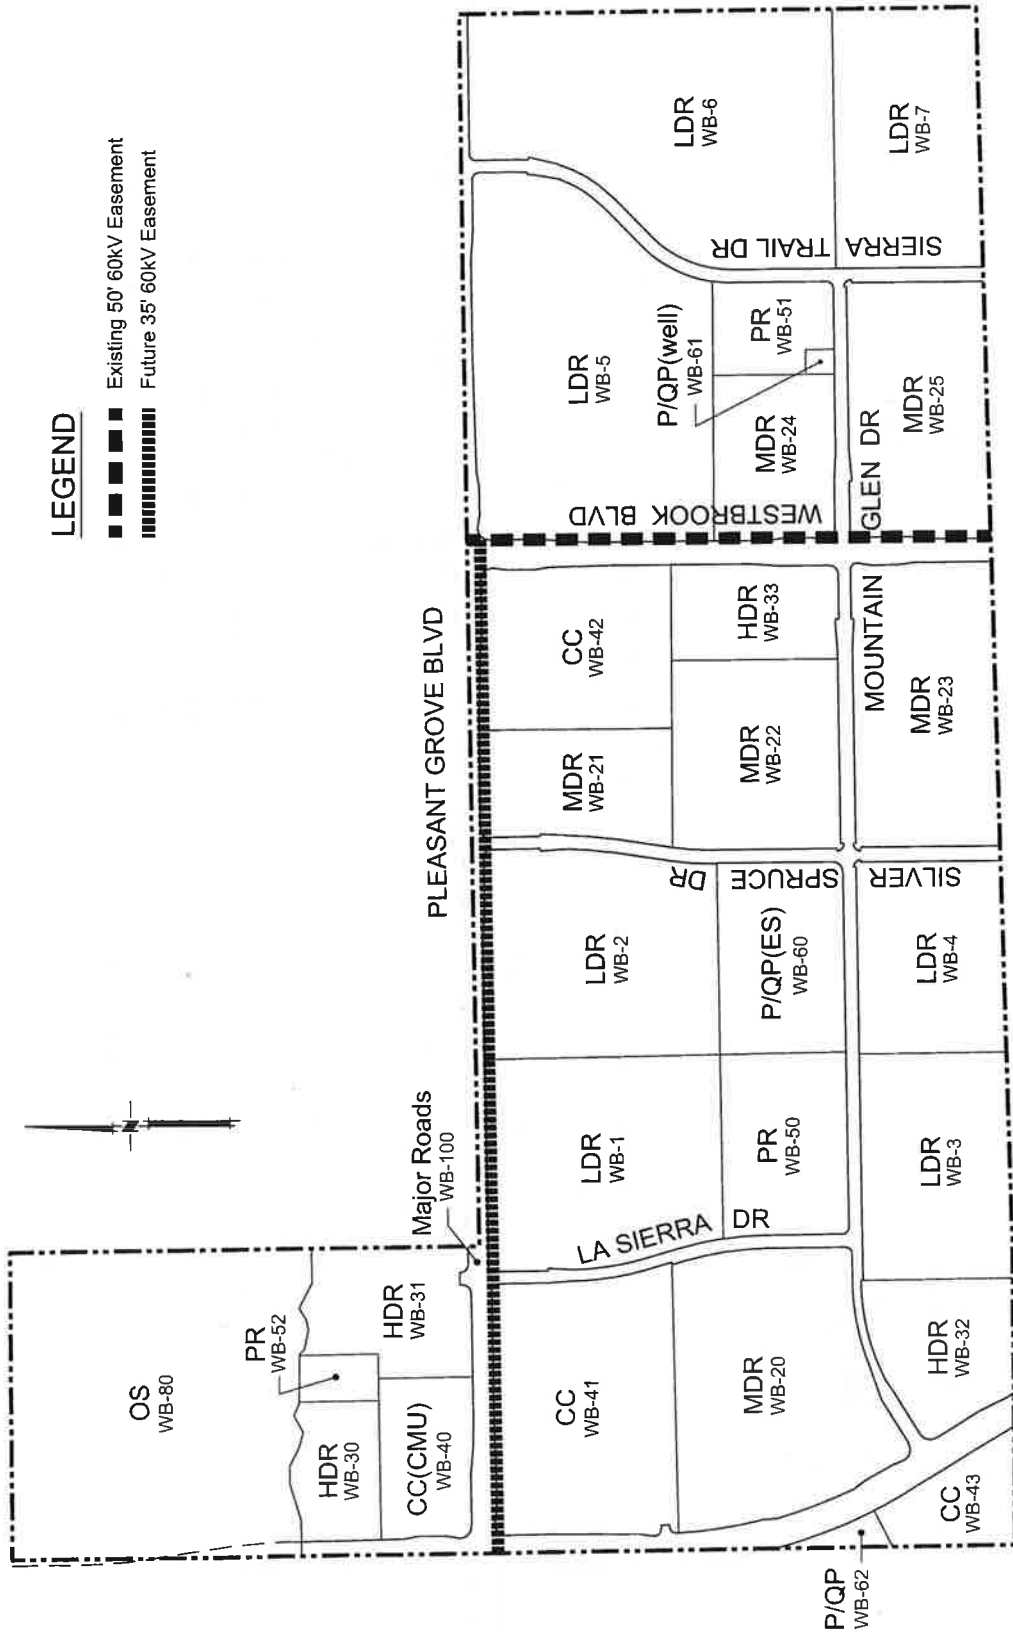 LEGEND
Existing 50' 60kV Easement
Future 35' 60kV Easement
N
PLEASANT GROVE BLVD
Major Roads
WB-100
OS
WB-80
PR
WB-52
HDR
WB-30
HDR
WB-31
CC(CMU)
WB-40
CC
WB-41
LA SIERRA DR
LDR
WB-1
LDR
WB-2
MDR
WB-21
CC
WB-42
WESTBROOK BLVD
LDR
WB-5
LDR
WB-6
MDR
WB-20
PR
WB-50
P/QP(ES)
WB-60
SILVER SPRUCE DR
MDR
WB-22
HDR
WB-33
P/QP(well)
WB-61
MDR
WB-24
PR
WB-51
SIERRA TRAIL DR
P/QP
WB-62
CC
WB-43
HDR
WB-32
LDR
WB-3
LDR
WB-4
MOUNTAIN GLEN DR
MDR
WB-23
MDR
WB-25
LDR
WB-7